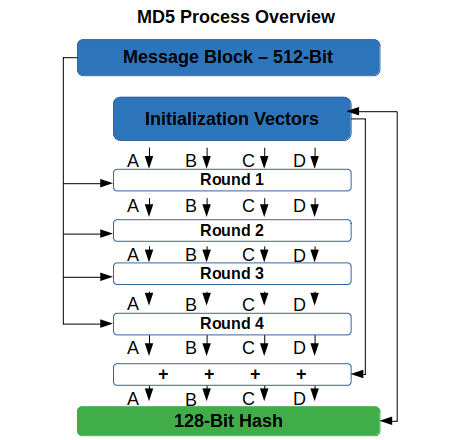 MD5 Process Overview
Message Block – 512-Bit
Initialization Vectors
A B C D
Round 1
A B C D
Round 2
A B C D
Round 3
A B C D
Round 4
A B C D
+ + + +
A B C D
128-Bit Hash